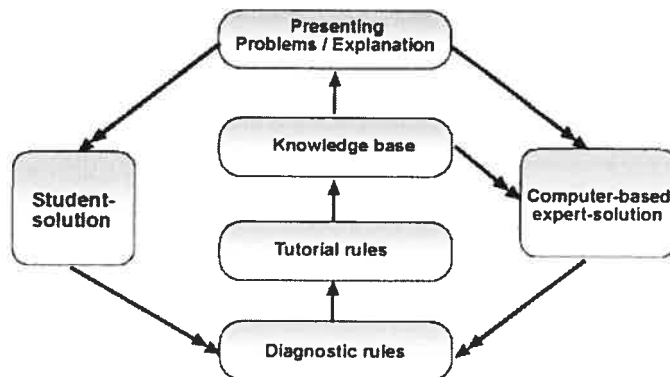 Presenting
Problems / Explanation
Knowledge base
Student-
solution
Computer-based
expert-solution
Tutorial rules
Diagnostic rules